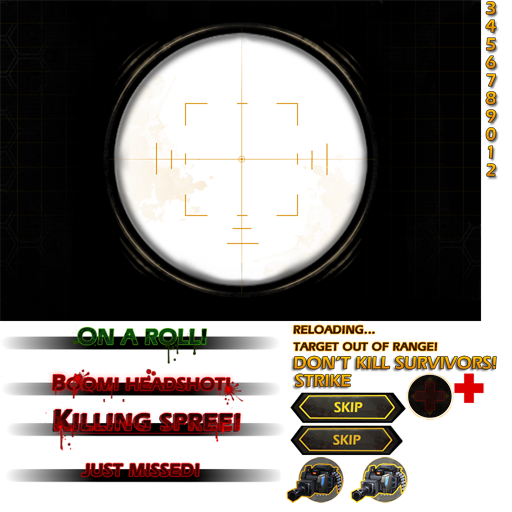 3
4
5
6
7
8
9
0
1
2
ON A ROLL!
BOOM! HEADSHOT!
KILLING SPREE!
JUST MISSED!
RELOADING...
TARGET OUT OF RANGE!
DON'T KILL SURVIVORS!
STRIKE
SKIP
SKIP